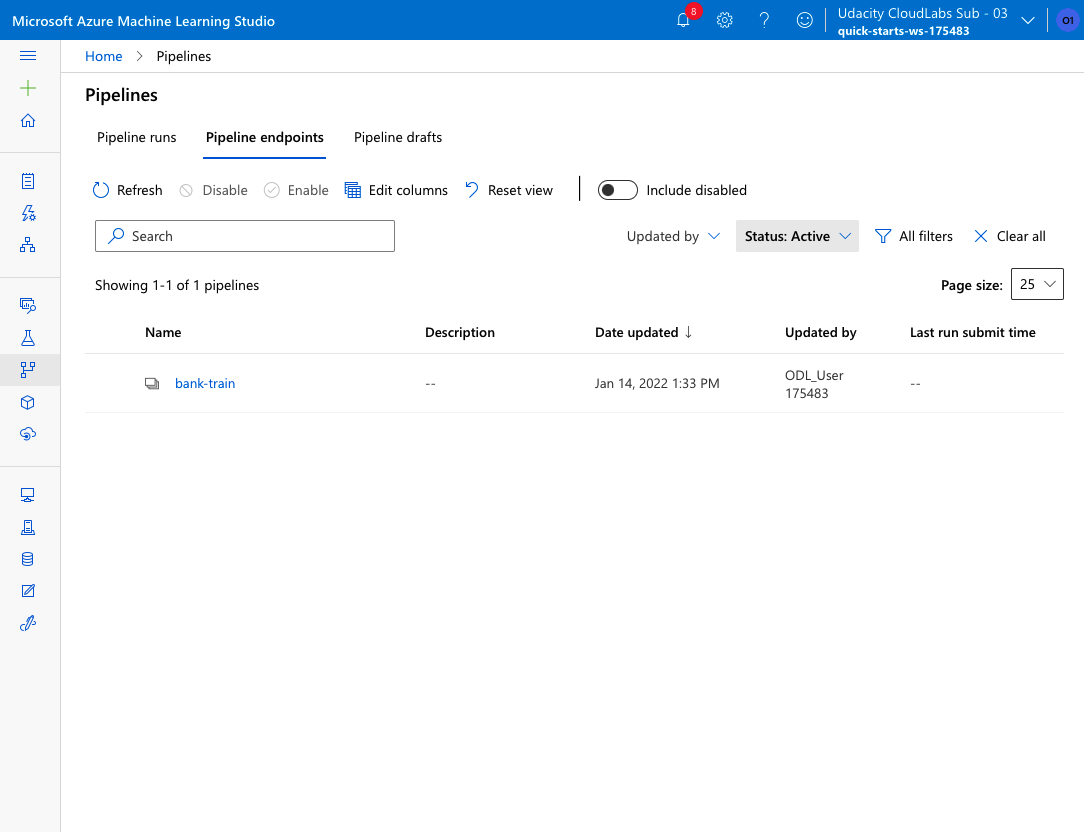 Microsoft Azure Machine Learning Studio
8
?
Udacity CloudLabs Sub - 03
quick-starts-ws-175483
O1
Home > Pipelines
Pipelines
Pipeline runs Pipeline endpoints Pipeline drafts
Refresh Disable Enable Edit columns Reset view Include disabled
Search Updated by Status: Active All filters Clear all
Showing 1-1 of 1 pipelines Page size: 25
Name Description Date updated ↓ Updated by Last run submit time
bank-train -- Jan 14, 2022 1:33 PM ODL_User --
175483